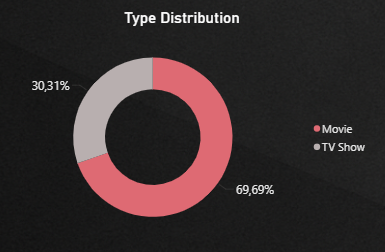 Type Distribution
30,31%
Movie
TV Show
69,69%